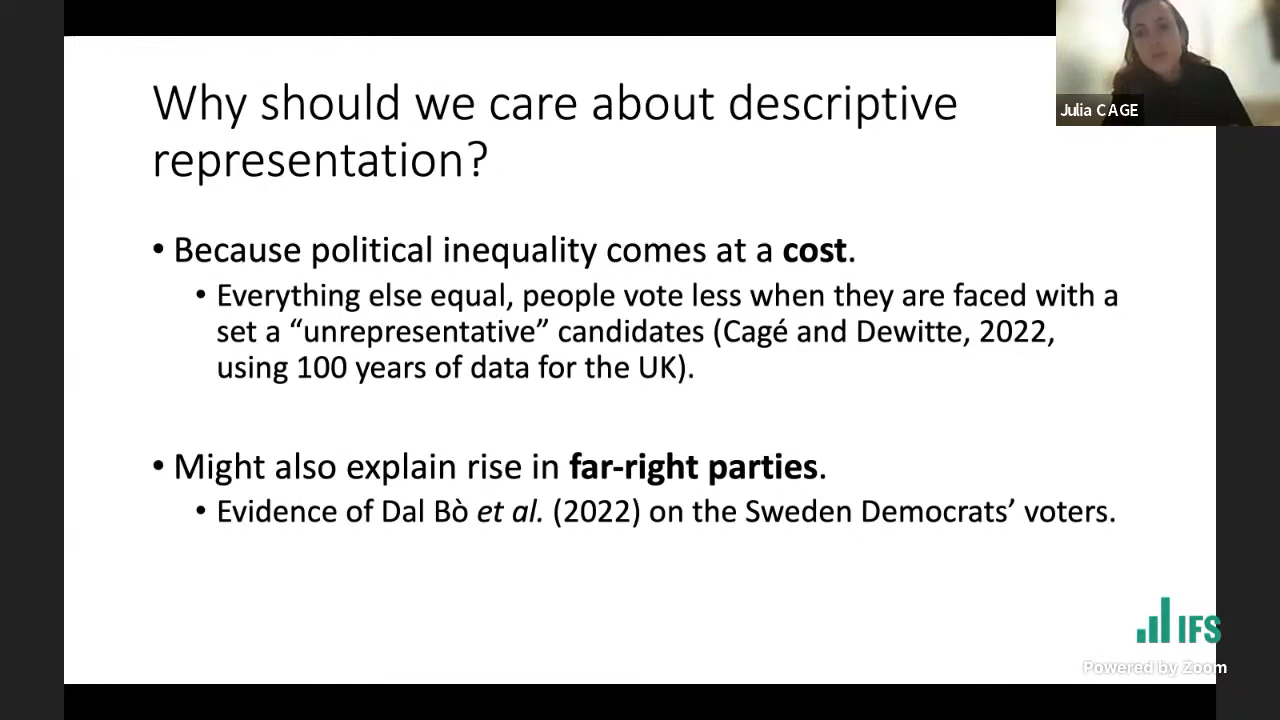 Why should we care about descriptive
representation?
Julia CAGE
• Because political inequality comes at a cost.
• Everything else equal, people vote less when they are faced with a
set a “unrepresentative” candidates (Cagé and Dewitte, 2022,
using 100 years of data for the UK).
• Might also explain rise in far-right parties.
• Evidence of Dal Bò et al. (2022) on the Sweden Democrats’ voters.
IFS
Powered by Zoom